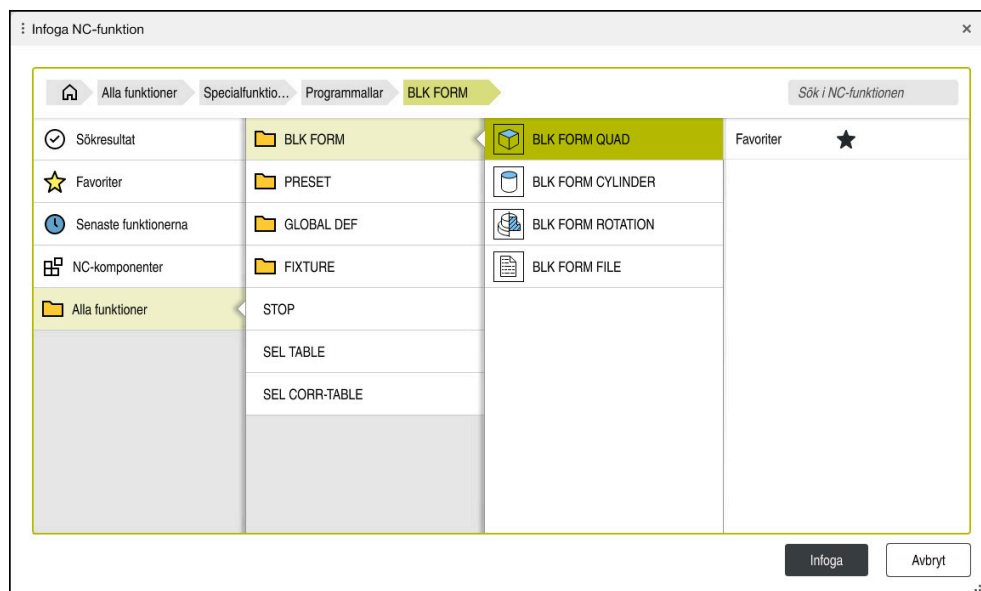 Infoga NC-funktion
Alla funktioner
Specialfunktio...
Programmallar
BLK FORM
Sök i NC-funktionen
Sökresultat
Favoriter
Senaste funktionerna
NC-komponenter
Alla funktioner
BLK FORM
PRESET
GLOBAL DEF
FIXTURE
STOP
SEL TABLE
SEL CORR-TABLE
BLK FORM QUAD
BLK FORM CYLINDER
BLK FORM ROTATION
BLK FORM FILE
Favoriter
Infoga
Avbryt